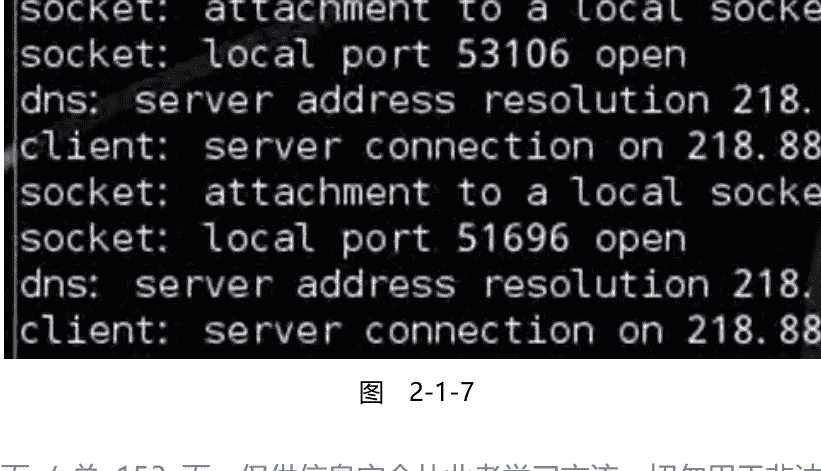 socket: attachment to a local socke
socket: local port 53106 open
dns: server address resolution 218.
client: server connection on 218.88
socket: attachment to a local socke
socket: local port 51696 open
dns: server address resolution 218.
client: server connection on 218.88
图 2-1-7